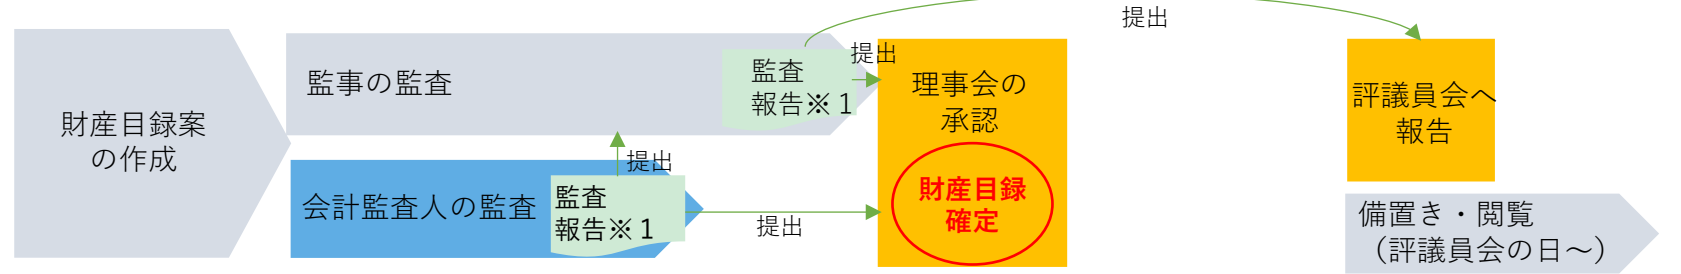 提出
財産目録案
の作成
監事の監査
監査
報告※１
提出
提出
会計監査人の監査
監査
報告※１
提出
理事会の
承認
財産目録
確定
評議員会へ
報告
備置き・閲覧
（評議員会の日～）